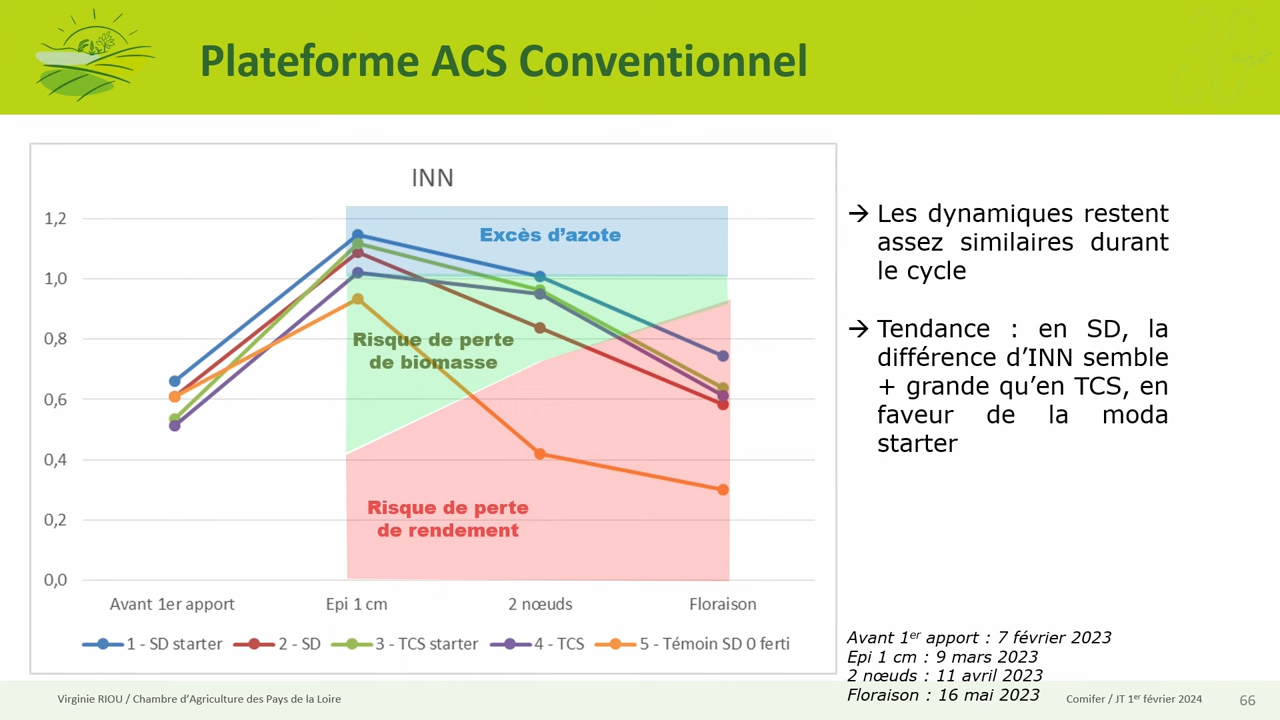 Plateforme ACS Conventionnel
INN
1,2
1,0
0,8
0,6
0,4
0,2
0,0
Excès d'azote
Risque de perte
de biomasse
Risque de perte
de rendement
Avant 1er apport
Epi 1 cm
2 nœuds
Floraison
1 - SD starter
2 - SD
3 - TCS starter
4 - TCS
5 - Témoin SD 0 ferti
→ Les dynamiques restent
assez similaires durant
le cycle
→ Tendance : en SD, la
différence d'INN semble
+ grande qu'en TCS, en
faveur de la moda
starter
Avant 1er apport : 7 février 2023
Epi 1 cm : 9 mars 2023
2 nœuds : 11 avril 2023
Floraison : 16 mai 2023
Virginie RIOU / Chambre d'Agriculture des Pays de la Loire
Comifer / JT 1er février 2024
66